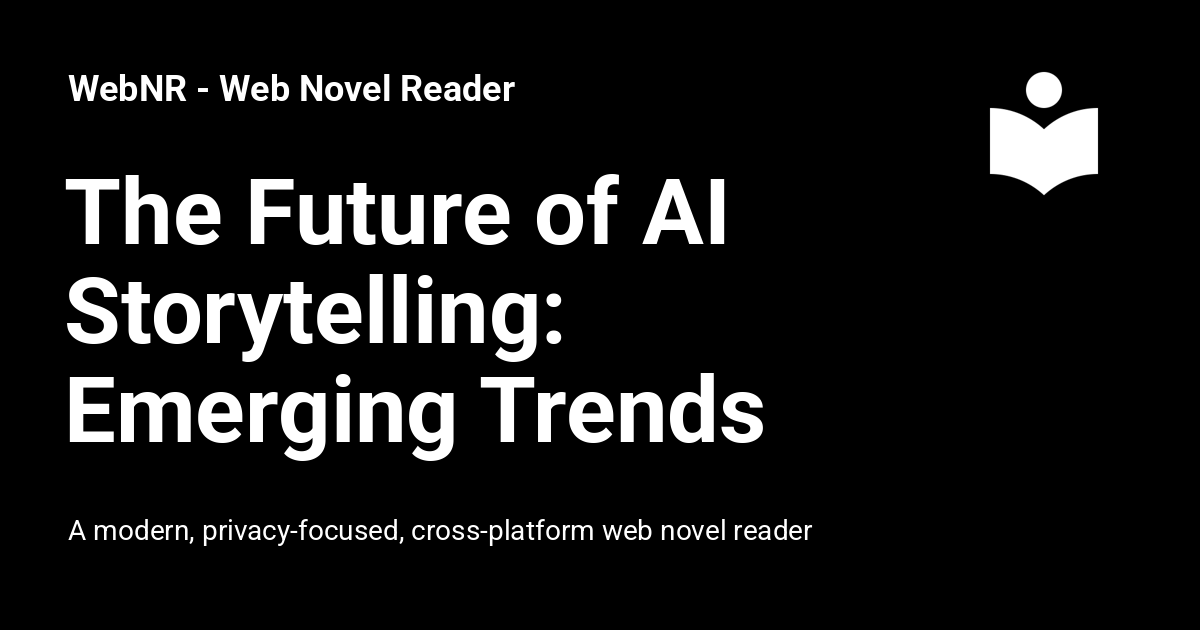 WebNR - Web Novel Reader
The Future of AI
Storytelling:
Emerging Trends
A modern, privacy-focused, cross-platform web novel reader